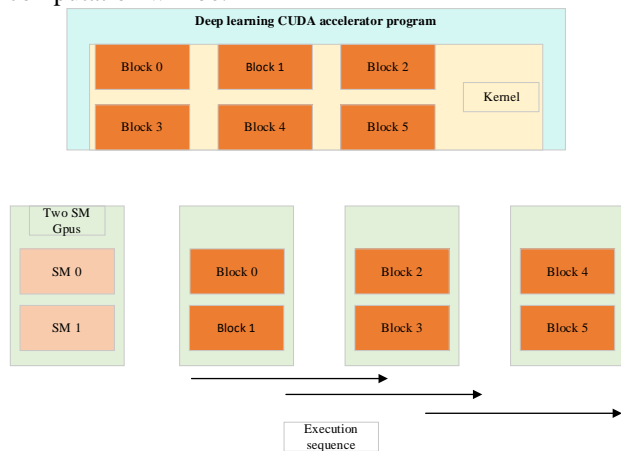 Deep learning CUDA accelerator program
Block 0
Block 1
Block 2
Kernel
Block 3
Block 4
Block 5
Two SM
Gpus
SM 0
Block 0
Block 2
Block 4
SM 1
Block 1
Block 3
Block 5
Execution
sequence